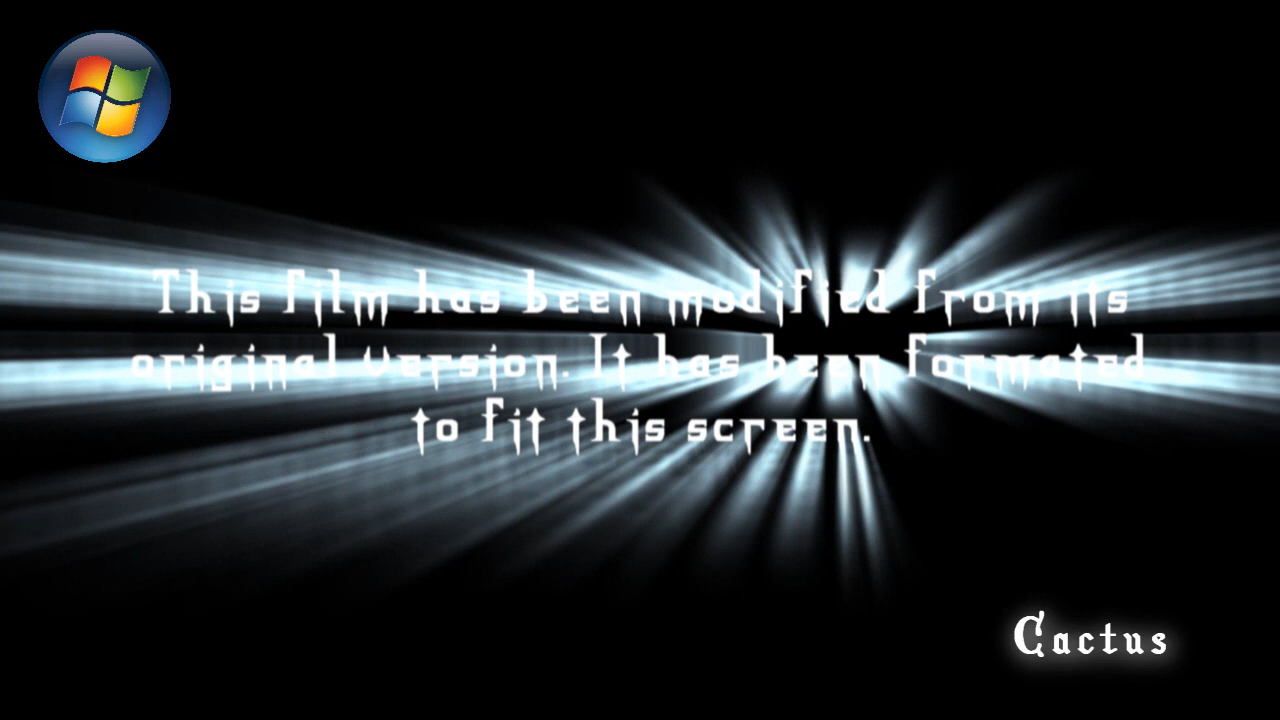 This film has been modified from its
original version. It has been formated
to fit this screen.
Cactus